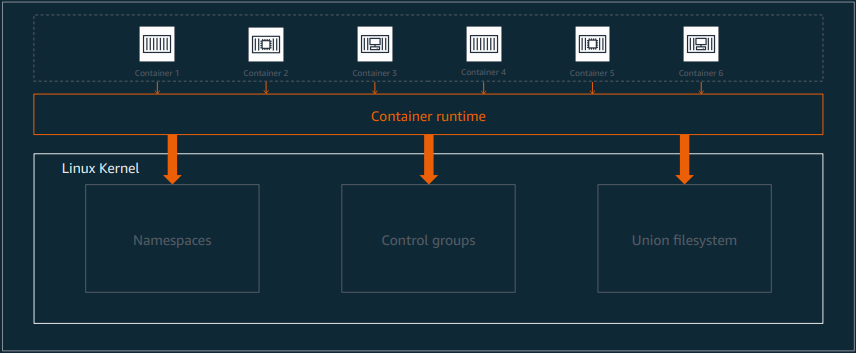 Container 1
Container 2
Container 3
Container 4
Container 5
Container 6
Container runtime
Linux Kernel
Namespaces
Control groups
Union filesystem